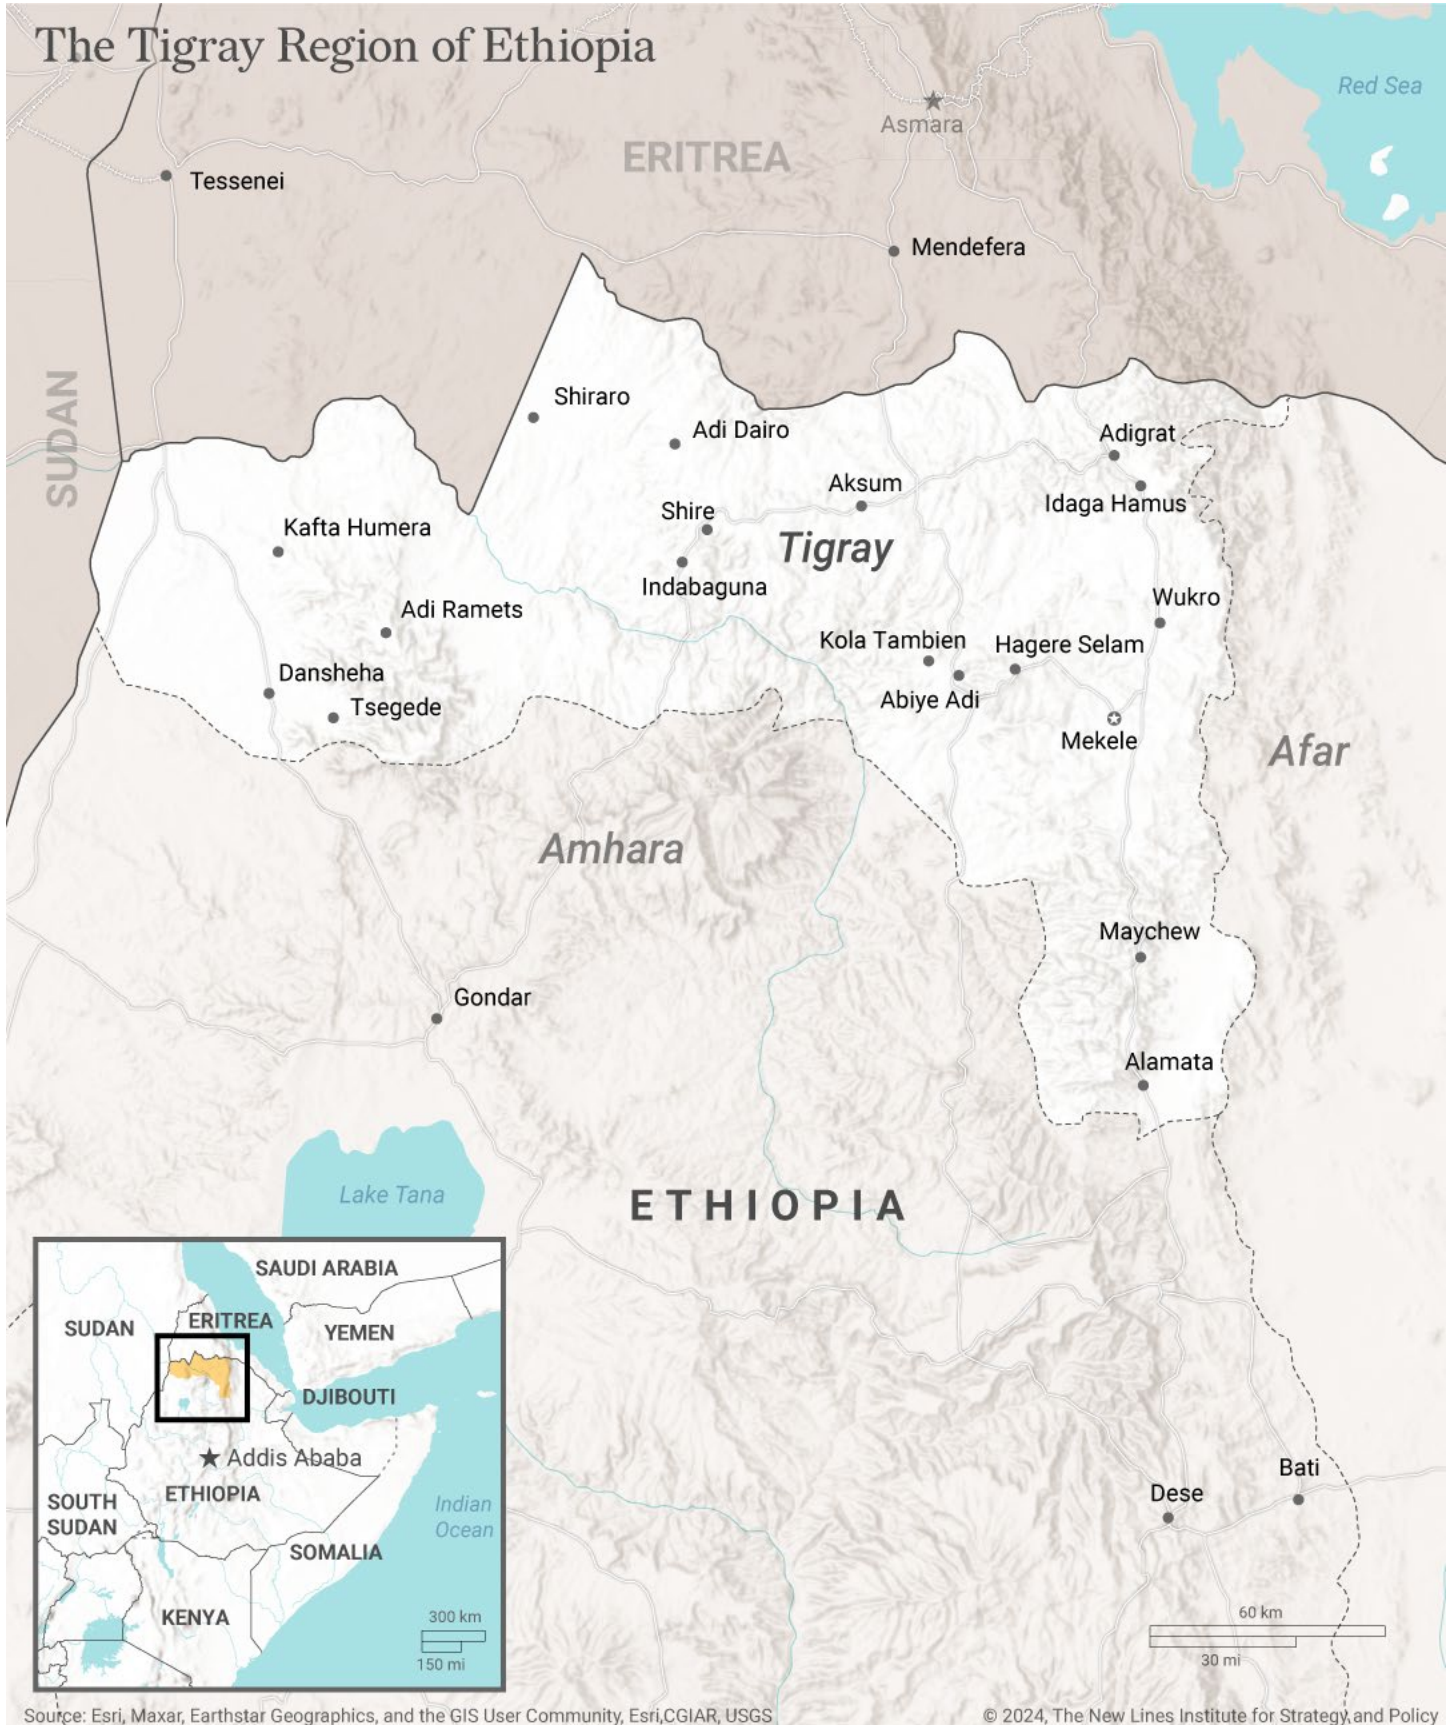 The Tigray Region of Ethiopia
Red Sea
Asmara
ERITREA
Tessenei
Mendefera
SUDAN
Shiraro
Adi Dairo
Adigrat
Aksum
Idaga Hamus
Shire
Kafta Humera
Tigray
Indabaguna
Wukro
Adi Ramets
Kola Tambien
Hagere Selam
Dansheha
Abiye Adi
Tsegede
Mekele
Afar
Amhara
Maychew
Gondar
Alamata
Lake Tana
ETHIOPIA
SAUDI ARABIA
ERITREA
SUDAN
YEMEN
DJIBOUTI
Addis Ababa
ETHIOPIA
SOUTH
SUDAN
Indian
Ocean
SOMALIA
KENYA
300 km
150 mi
Bati
Dese
60 km
30 mi
Source: Esri, Maxar, Earthstar Geographics, and the GIS User Community, Esri,CGIAR, USGS
© 2024, The New Lines Institute for Strategy and Policy